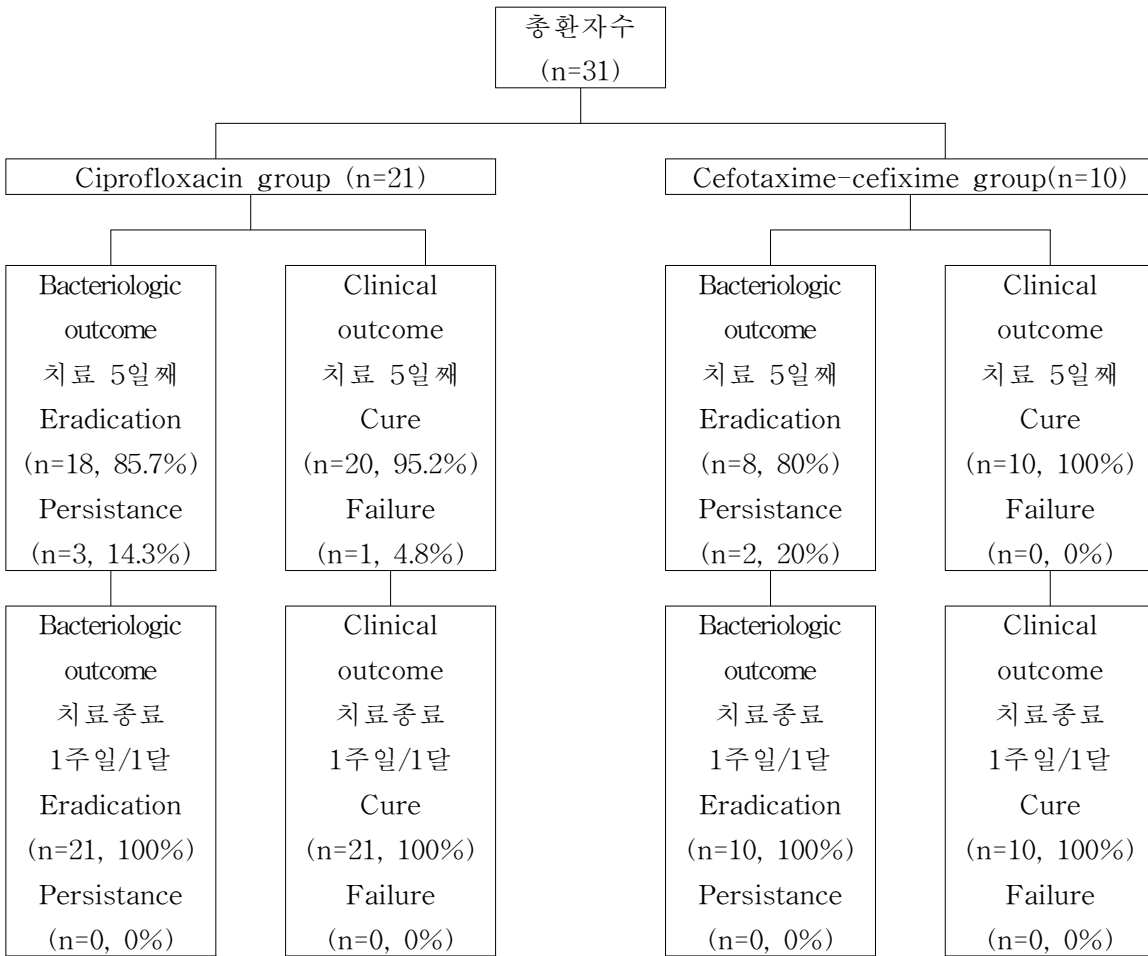 총환자수
(n=31)
Ciprofloxacin group (n=21)
Cefotaxime-cefixime group(n=10)
Bacteriologic
outcome
치료 5일째
Eradication
(n=18, 85.7%)
Persistance
(n=3, 14.3%)
Clinical
outcome
치료 5일째
Cure
(n=20, 95.2%)
Failure
(n=1, 4.8%)
Bacteriologic
outcome
치료 5일째
Eradication
(n=8, 80%)
Persistance
(n=2, 20%)
Clinical
outcome
치료 5일째
Cure
(n=10, 100%)
Failure
(n=0, 0%)
Bacteriologic
outcome
치료종료
1주일/1달
Eradication
(n=21, 100%)
Persistance
(n=0, 0%)
Clinical
outcome
치료종료
1주일/1달
Cure
(n=21, 100%)
Failure
(n=0, 0%)
Bacteriologic
outcome
치료종료
1주일/1달
Eradication
(n=10, 100%)
Persistance
(n=0, 0%)
Clinical
outcome
치료종료
1주일/1달
Cure
(n=10, 100%)
Failure
(n=0, 0%)